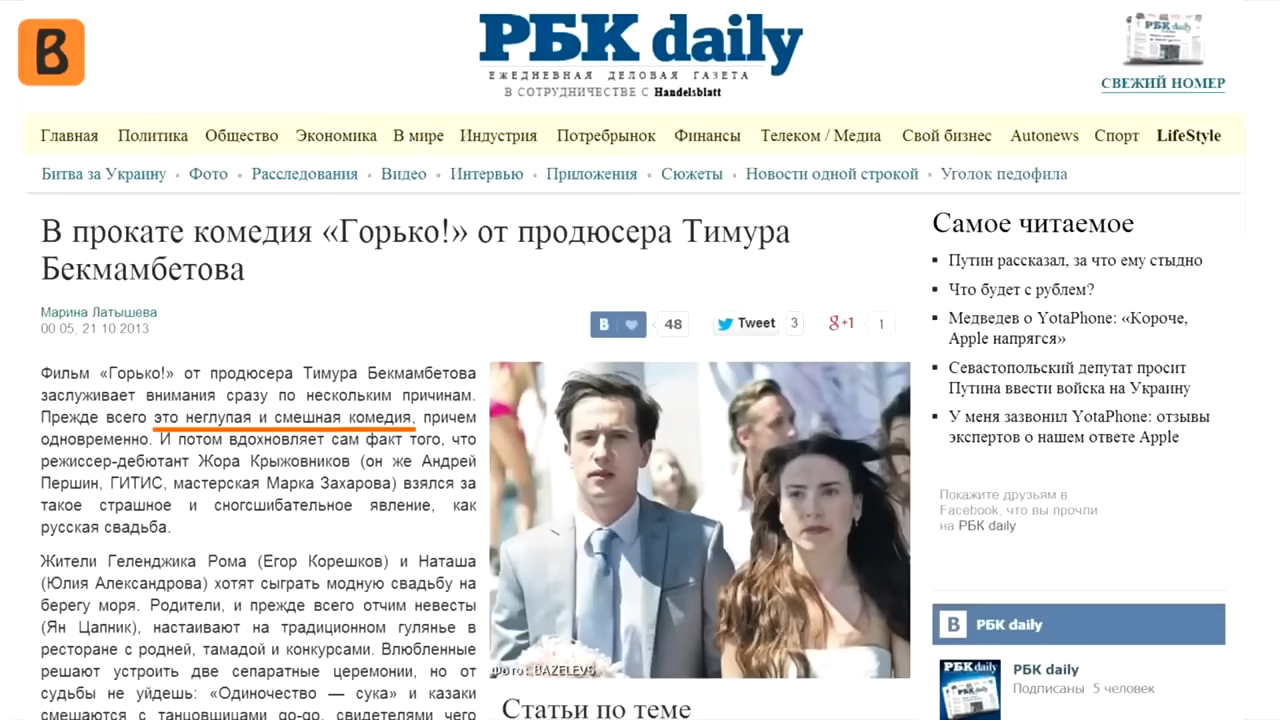 B
РБК daily
ЕЖЕДНЕВНАЯ ДЕЛОВАЯ ГАЗЕТА
В СОТРУДНИЧЕСТВЕ С Handelsblatt
СВЕЖИЙ НОМЕР
Главная Политика Общество Экономика В мире Индустрия Потребрынок Финансы Телеком / Медиа Свой бизнес Autonews Спорт LifeStyle
Битва за Украину • Фото • Расследования • Видео • Интервью • Приложения • Сюжеты • Новости одной строкой • Уголок педофила
В прокате комедия «Горько!» от продюсера Тимура
Бекмамбетова
Марина Латышева
00 05, 21 10 2013
В 48 Tweet 3 g+1 1
Фильм «Горько!» от продюсера Тимура Бекмамбетова
заслуживает внимания сразу по нескольким причинам.
Прежде всего это неглупая и смешная комедия, причем
одновременно. И потом вдохновляет сам факт того, что
режиссер-дебютант Жора Крыжовников (он же Андрей
Першин, ГИТИС, мастерская Марка Захарова) взялся за
такое страшное и сногсшибательное явление, как
русская свадьба.
Жители Геленджика Рома (Егор Корешков) и Наташа
(Юлия Александрова) хотят сыграть модную свадьбу на
берегу моря. Родители, и прежде всего отчим невесты
(Ян Цапник), настаивают на традиционном гулянье в
ресторане с родней, тамадой и конкурсами. Влюбленные
решают устроить две сепаратные церемонии, но от
судьбы не уйдешь: «Одиночество — сука» и казаки
смешаются с танцовщицами go-go, свидетелями чего
Фото: BAZELEVS
Статьи по теме
Самое читаемое
Путин рассказал, за что ему стыдно
Что будет с рублем?
Медведев о YotaPhone: «Короче,
Apple напрягся»
Севастопольский депутат просит
Путина ввести войска на Украину
У меня зазвонил YotaPhone: отзывы
экспертов о нашем ответе Apple
Покажите друзьям в
Facebook, что вы прочли
на РБК daily
В РБК daily
РБК daily
РБК daily
Подписаны 5 человек